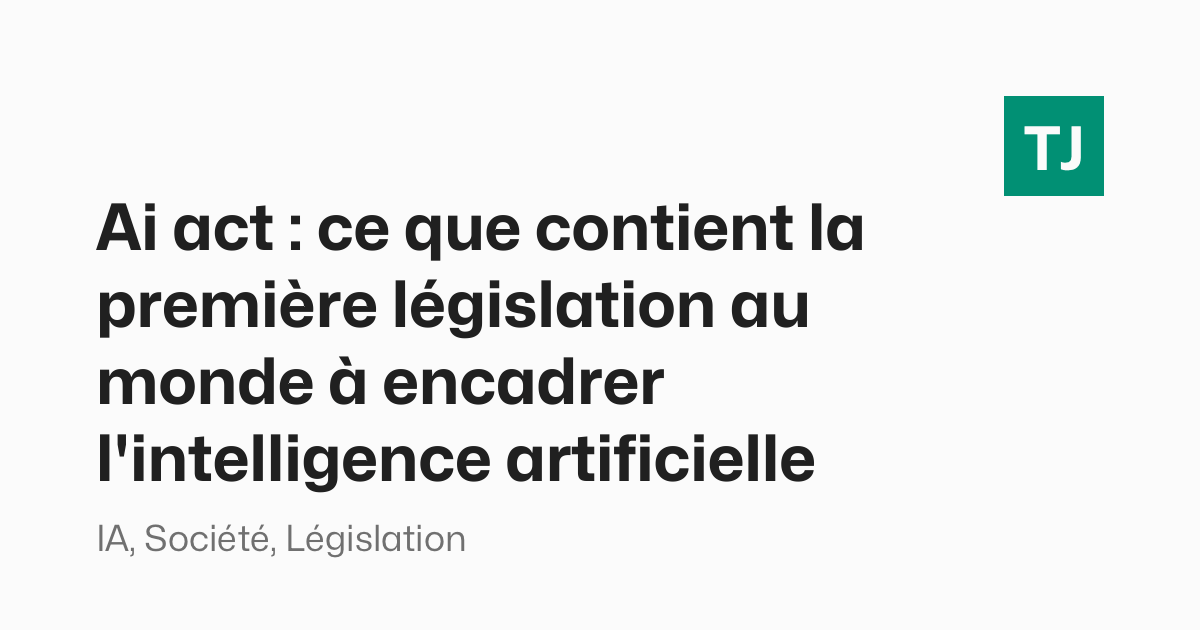 TJ
Ai act : ce que contient la
première législation au
monde à encadrer
l'intelligence artificielle
IA, Société, Législation